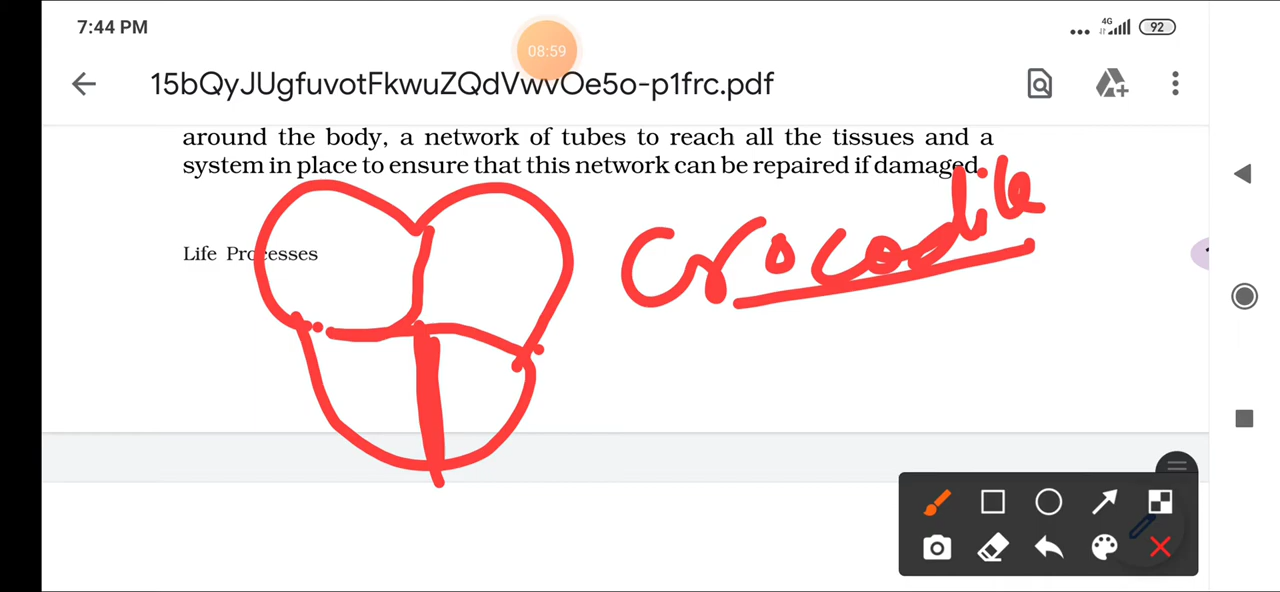 7:44 PM
08:59
4G
92
15bQyJUgfuvotFkwuZQdVwvOe5o-p1frc.pdf
around the body, a network of tubes to reach all the tissues and a
system in place to ensure that this network can be repaired if damaged.
Crocodile
Life Processes